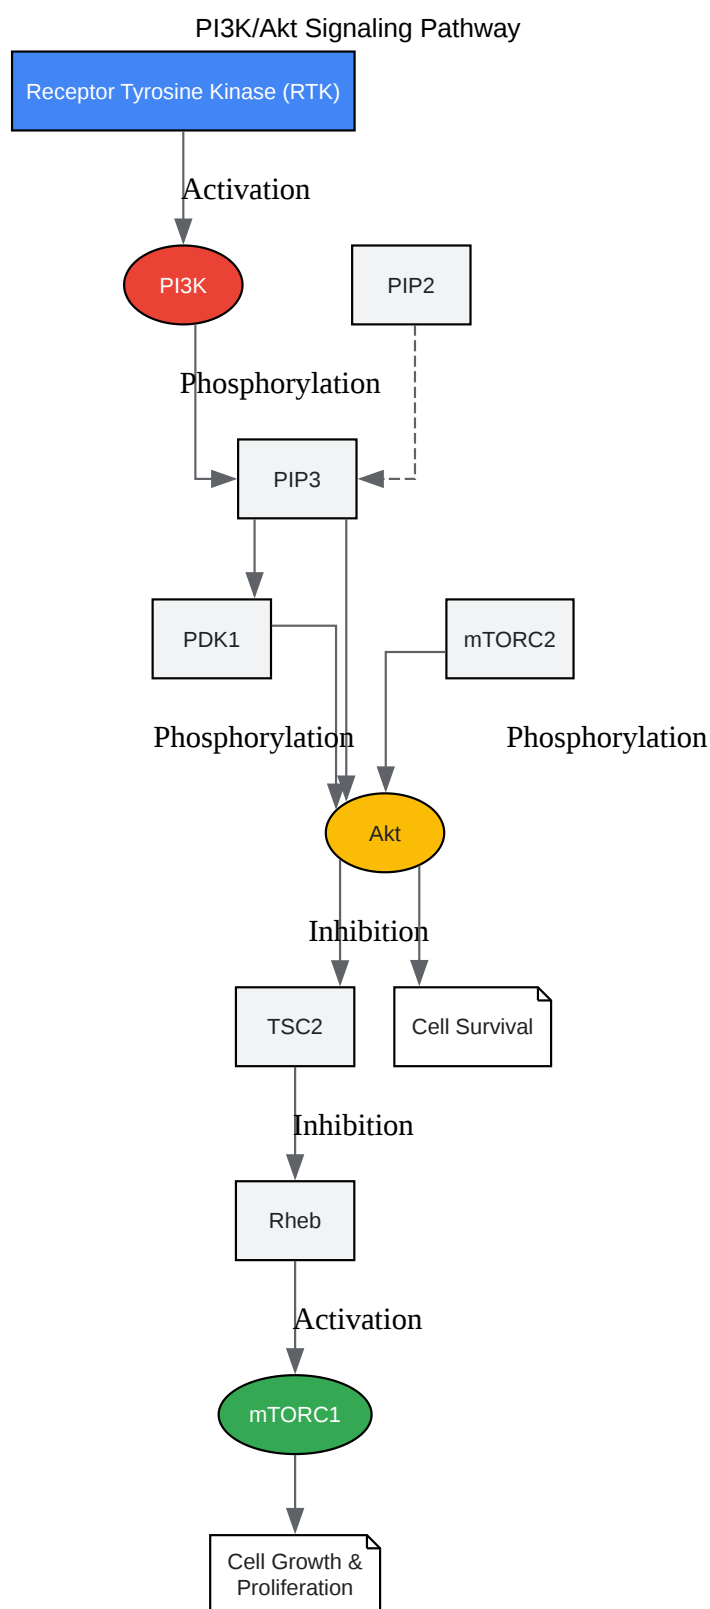 PI3K/Akt Signaling Pathway
Receptor Tyrosine Kinase (RTK)
Activation
PI3K
PIP2
Phosphorylation
PIP3
PDK1
mTORC2
Phosphorylation
Phosphorylation
Akt
Inhibition
TSC2
Cell Survival
Inhibition
Rheb
Activation
mTORC1
Cell Growth &
Proliferation